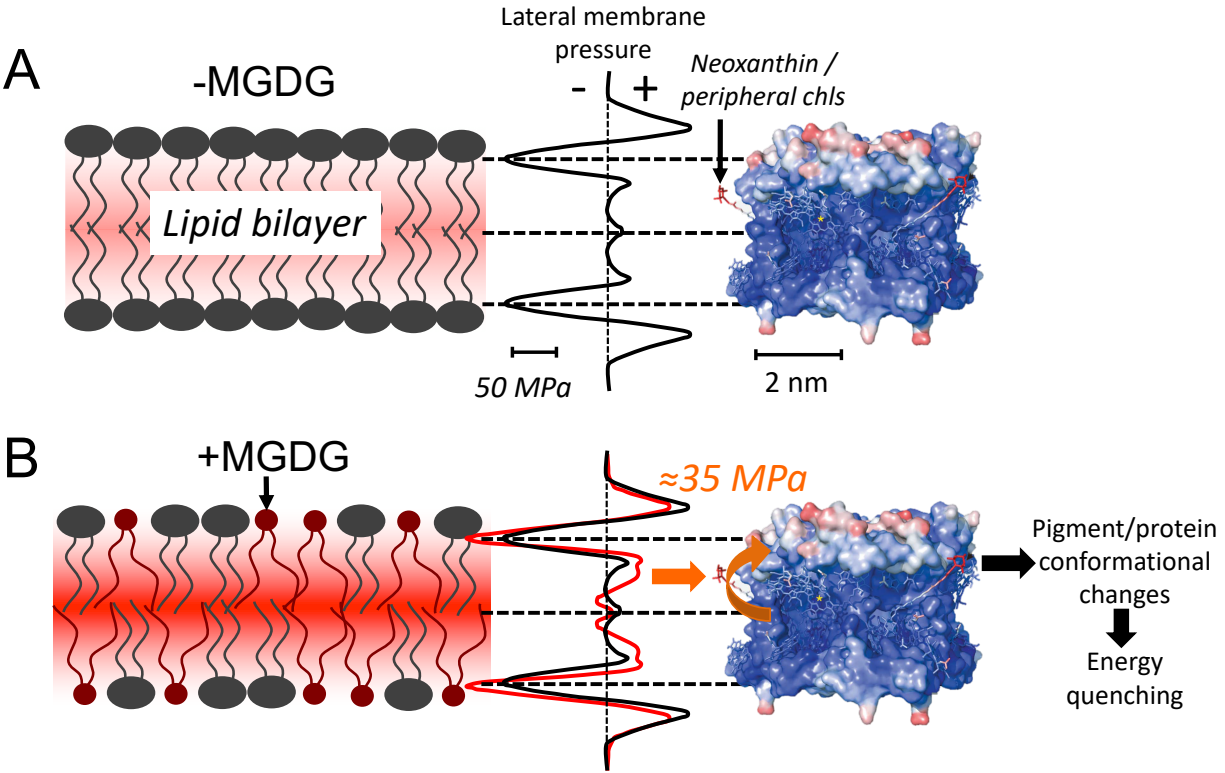 A
-MGDG
Lateral membrane
pressure
-
+
Neoxanthin /
peripheral chls
Lipid bilayer
*
50 MPa
2 nm
B
+MGDG
≈35 MPa
*
Pigment/protein
conformational
changes
Energy
quenching